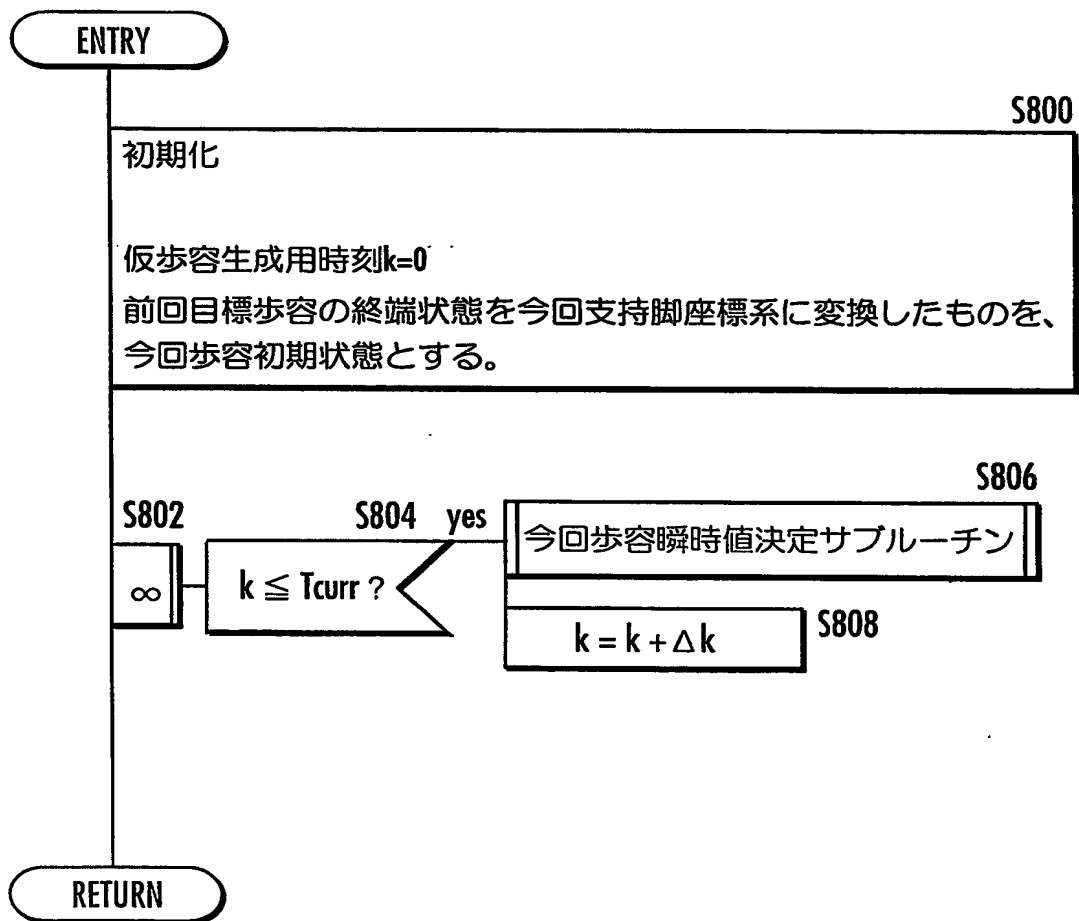 ENTRY
S800
初期化
仮歩容生成用時刻k=0
前回目標歩容の終端状態を今回支持脚座標系に変換したものを、
今回歩容初期状態とする。
S802
∞
S804
k ≦ Tcurr ?
yes
S806
今回歩容瞬時値決定サブルーチン
k = k + Δk
S808
RETURN